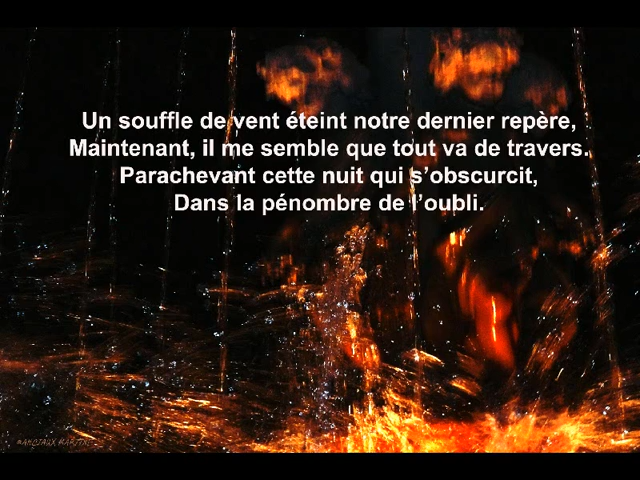 Un souffle de vent éteint notre dernier repère,
Maintenant, il me semble que tout va de travers.
Parachevant cette nuit qui s’obscurcit,
Dans la pénombre de l’oubli.